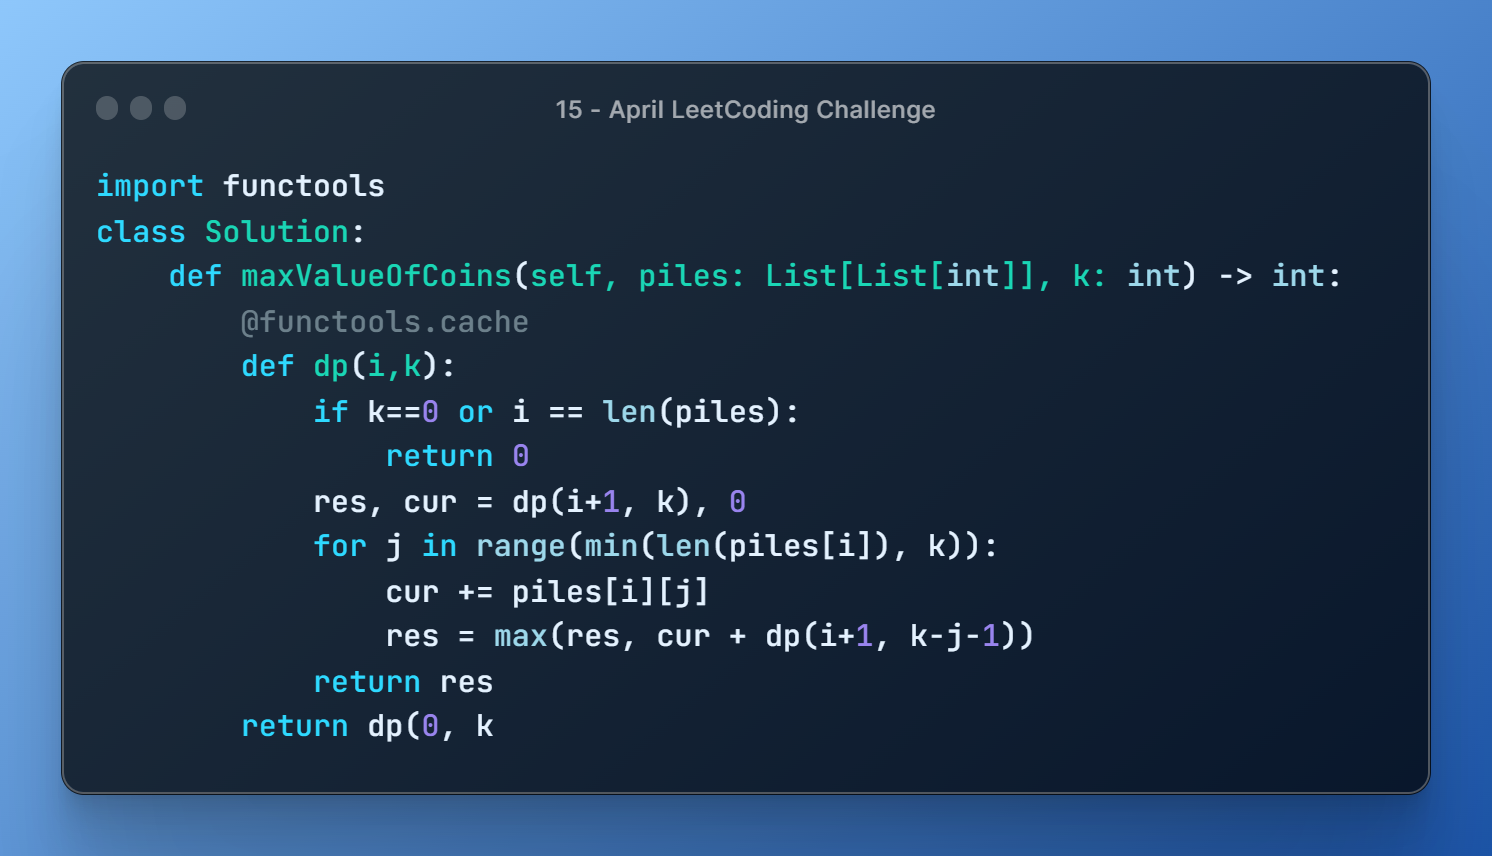 15 - April LeetCoding Challenge
import functools
class Solution:
    def maxValueOfCoins(self, piles: List[List[int]], k: int) -> int:
        @functools.cache
        def dp(i,k):
            if k==0 or i == len(piles):
                return 0
            res, cur = dp(i+1, k), 0
            for j in range(min(len(piles[i]), k)):
                cur += piles[i][j]
                res = max(res, cur + dp(i+1, k-j-1))
            return res
        return dp(0, k